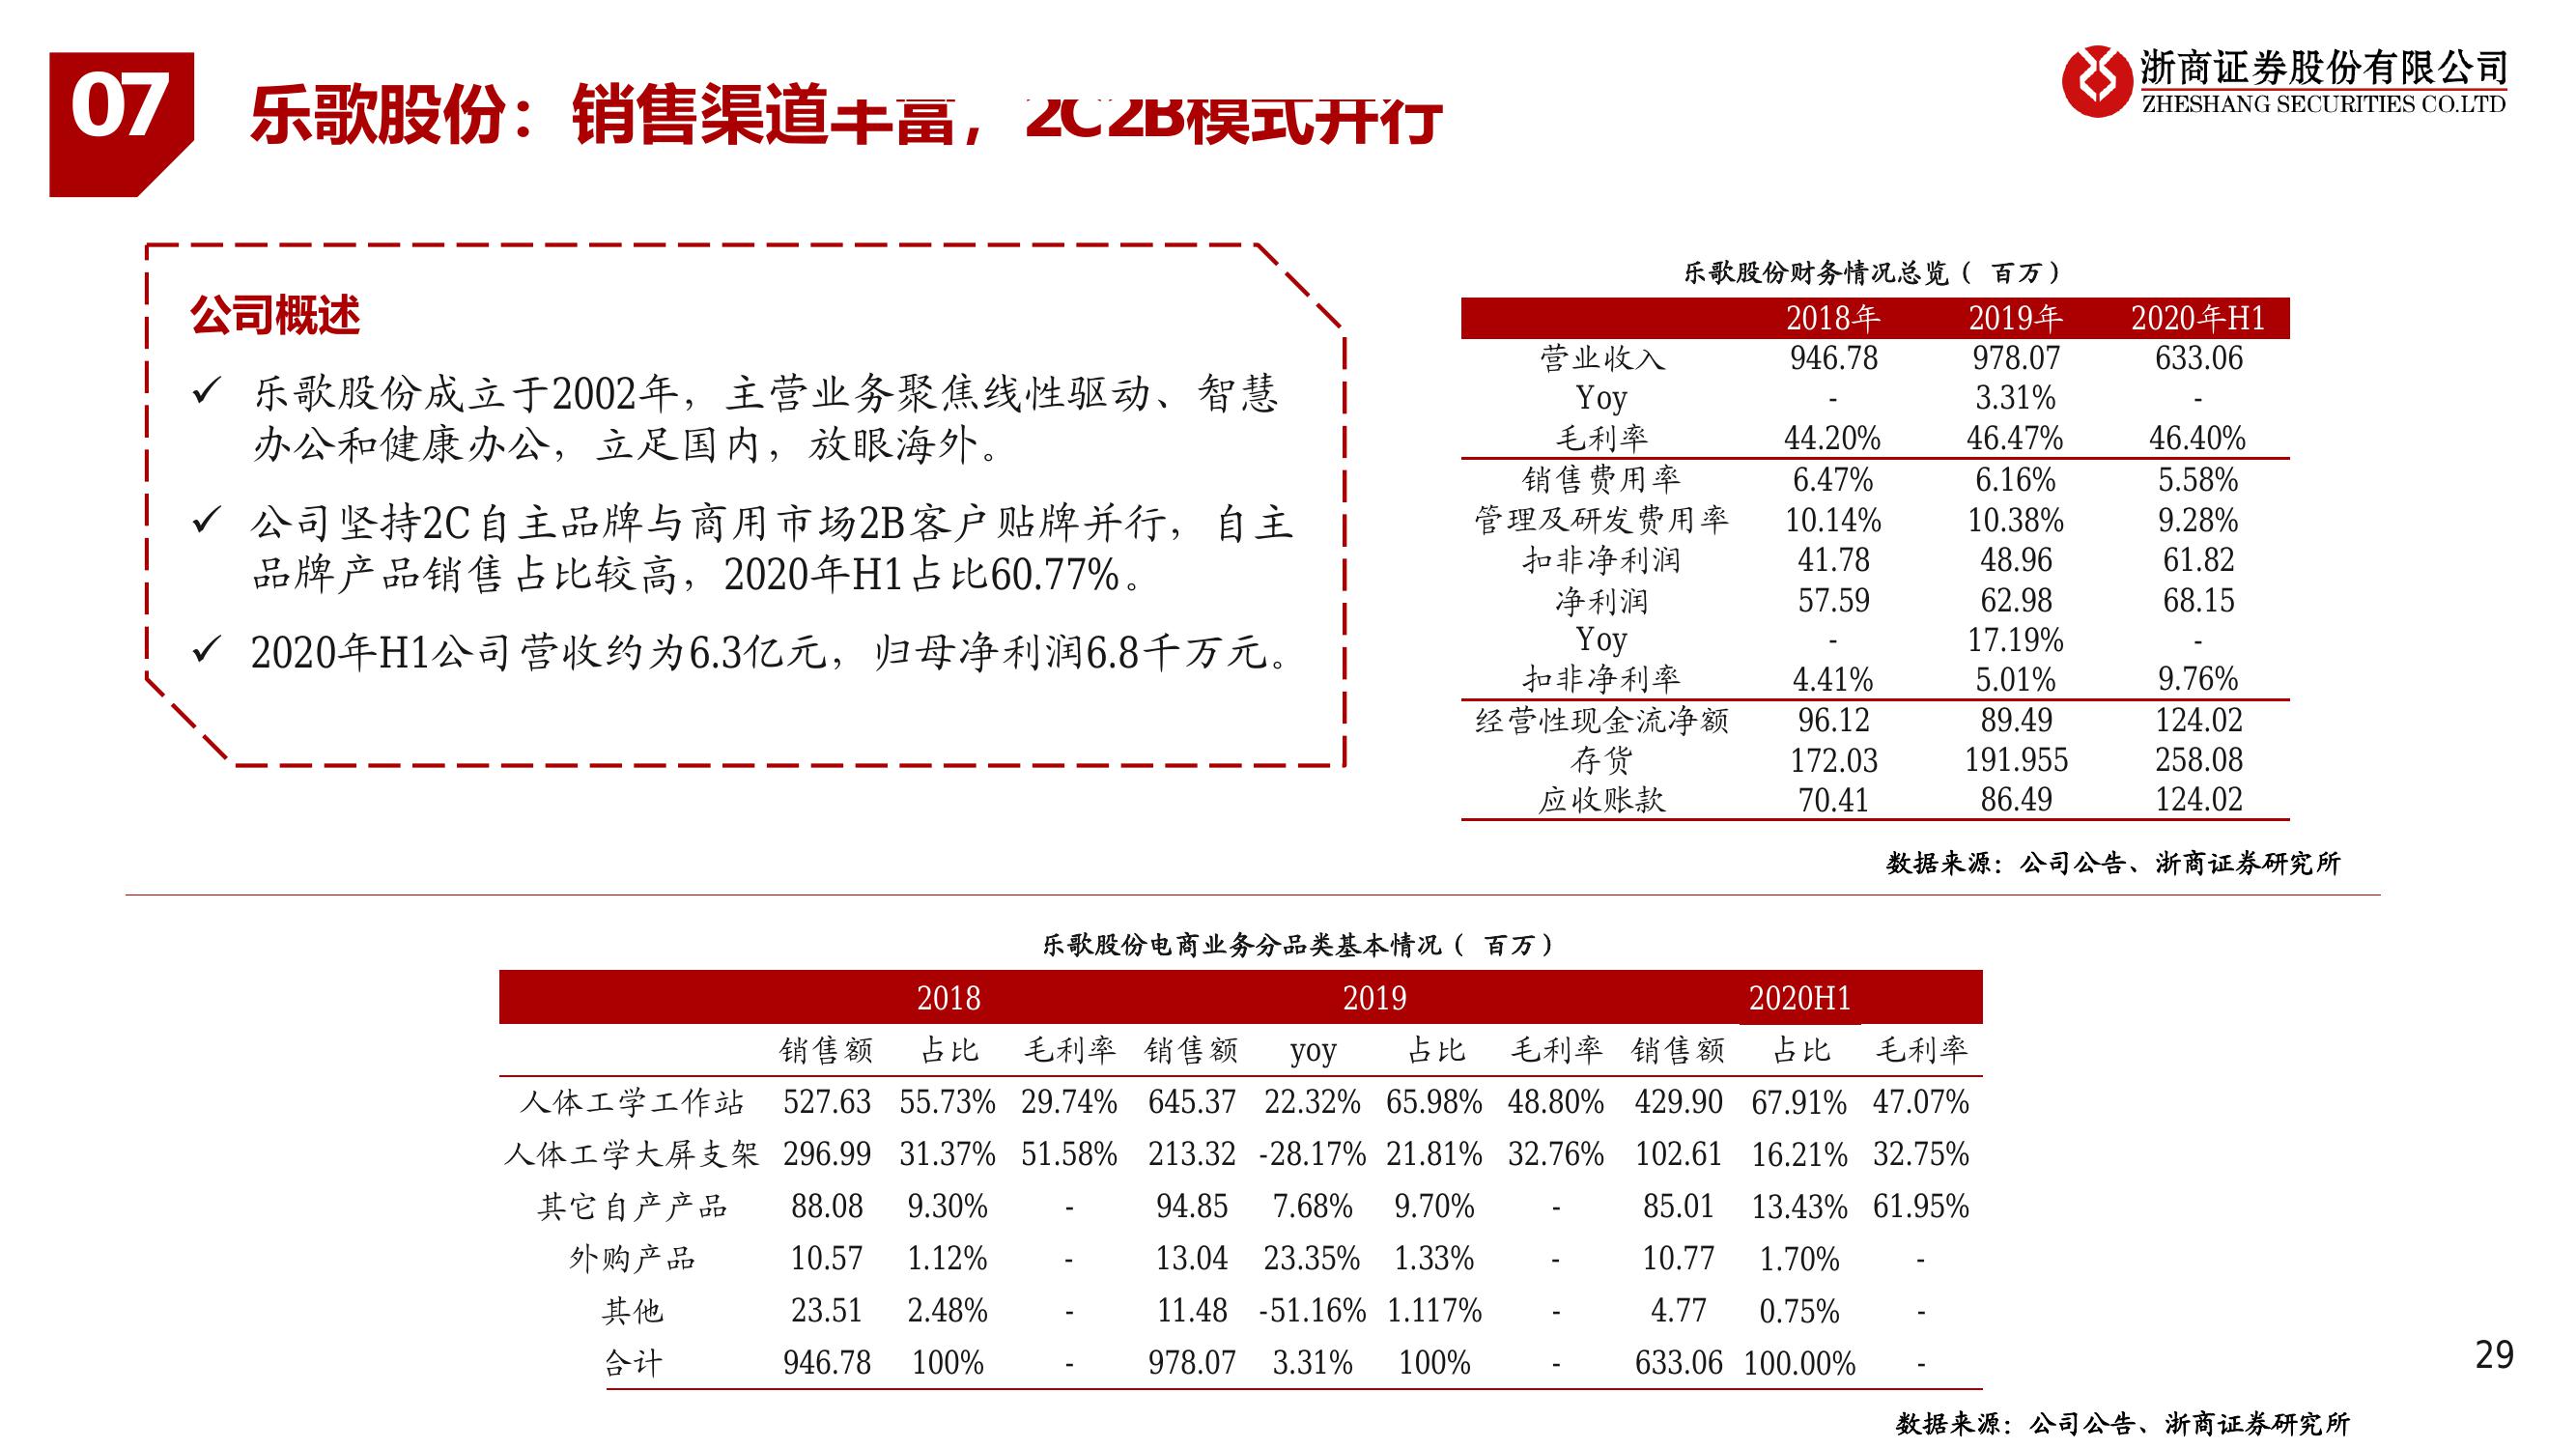 07
乐歌股份：销售渠道丰富，2C2B模式并行
浙商证券股份有限公司
ZHESHANG SECURITIES CO.LTD
公司概述
✓ 乐歌股份成立于2002年，主营业务聚焦线性驱动、智慧
办公和健康办公，立足国内，放眼海外。
✓ 公司坚持2C自主品牌与商用市场2B客户贴牌并行，自主
品牌产品销售占比较高，2020年H1占比60.77%。
✓ 2020年H1公司营收约为6.3亿元，归母净利润6.8千万元。
乐歌股份财务情况总览（ 百万）
2018年 2019年 2020年H1
营业收入 946.78 978.07 633.06
Yoy - 3.31% -
毛利率 44.20% 46.47% 46.40%
销售费用率 6.47% 6.16% 5.58%
管理及研发费用率 10.14% 10.38% 9.28%
扣非净利润 41.78 48.96 61.82
净利润 57.59 62.98 68.15
Yoy - 17.19% -
扣非净利率 4.41% 5.01% 9.76%
经营性现金流净额 96.12 89.49 124.02
存货 172.03 191.955 258.08
应收账款 70.41 86.49 124.02
数据来源：公司公告、浙商证券研究所
乐歌股份电商业务分品类基本情况（ 百万）
2018 2019 2020H1
销售额 占比 毛利率 销售额 yoy 占比 毛利率 销售额 占比 毛利率
人体工学工作站 527.63 55.73% 29.74% 645.37 22.32% 65.98% 48.80% 429.90 67.91% 47.07%
人体工学大屏支架 296.99 31.37% 51.58% 213.32 -28.17% 21.81% 32.76% 102.61 16.21% 32.75%
其它自产产品 88.08 9.30% - 94.85 7.68% 9.70% - 85.01 13.43% 61.95%
外购产品 10.57 1.12% - 13.04 23.35% 1.33% - 10.77 1.70% -
其他 23.51 2.48% - 11.48 -51.16% 1.117% - 4.77 0.75% -
合计 946.78 100% - 978.07 3.31% 100% - 633.06 100.00% -
29
数据来源：公司公告、浙商证券研究所